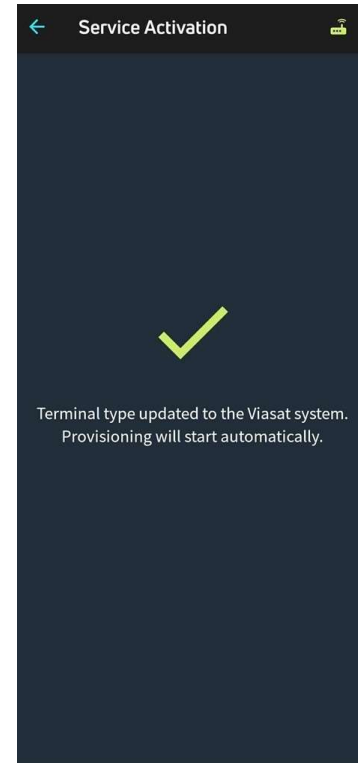 Service Activation
Terminal type updated to the Viasat system.
Provisioning will start automatically.